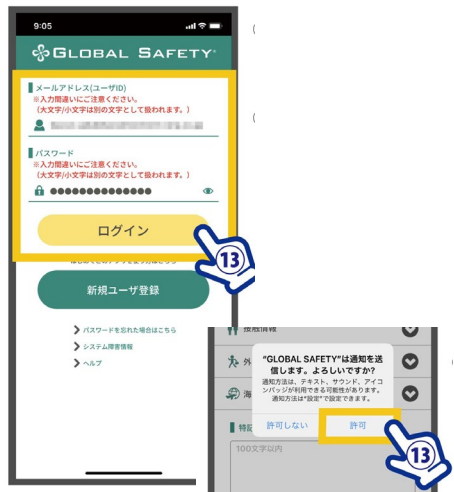 9:05
GLOBAL SAFETY
メールアドレス(ユーザID)
※入力間違いにご注意ください。
(大文字/小文字は別の文字として扱われます。)
パスワード
※入力間違いにご注意ください。
(大文字/小文字は別の文字として扱われます。)
ログイン
13
新規ユーザ登録
パスワードを忘れた場合はこちら
システム障害情報
ヘルプ
接触情報
外
海
特記
"GLOBAL SAFETY"は通知を送
信します。よろしいですか?
通知方法は、テキスト、サウンド、アイコ
ンバッジが利用できる可能性があります。
通知方法は"設定"で設定できます。
許可しない
許可
100文字以内
13